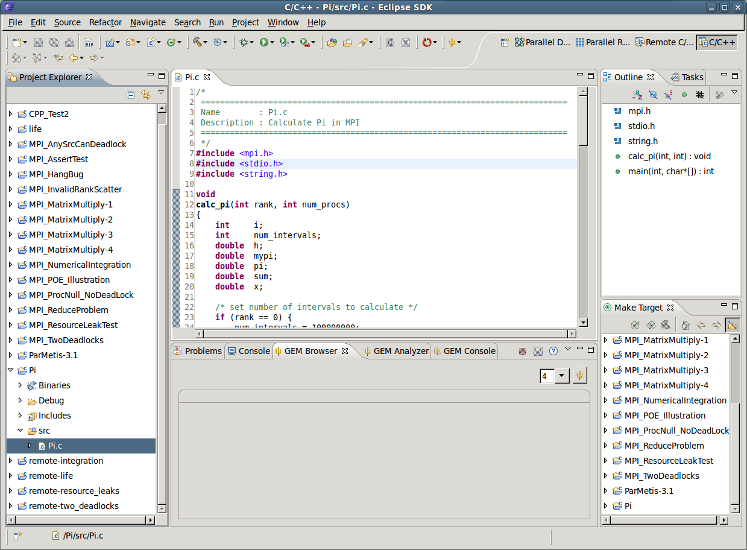 C/C++ - Pi/src/Pi.c - Eclipse SDK
File Edit Source Refactor Navigate Search Run Project Window Help
Parallel D... Parallel R... Remote C/... C/C++
Project Explorer
CPP_Test2
life
MPI_AnySrcCanDeadlock
MPI_AssertTest
MPI_HangBug
MPI_InvalidRankScatter
MPI_MatrixMultiply-1
MPI_MatrixMultiply-2
MPI_MatrixMultiply-3
MPI_MatrixMultiply-4
MPI_NumericalIntegration
MPI_POE_Illustration
MPI_ProcNull_NoDeadLock
MPI_ReduceProblem
MPI_ResourceLeakTest
MPI_TwoDeadlocks
ParMetis-3.1
Pi
Binaries
Debug
Includes
src
Pi.c
remote-integration
remote-life
remote-resource_leaks
remote-two_deadlocks
Pi.c
1 /*
2 ============================================================================
3 Name        : Pi.c
4 Description : Calculate Pi in MPI
5 ============================================================================
6 */
7 #include <mpi.h>
8 #include <stdio.h>
9 #include <string.h>
10
11 void
12 calc_pi(int rank, int num_procs)
13 {
14     int     i;
15     int     num_intervals;
16     double  h;
17     double  mypi;
18     double  pi;
19     double  sum;
20     double  x;
21
22     /* set number of intervals to calculate */
23     if (rank == 0) {
24         num_intervals = 100000000;
Problems Console GEM Browser GEM Analyzer GEM Console
4
Outline Tasks
mpi.h
stdio.h
string.h
calc_pi(int, int) : void
main(int, char*[]) : int
Make Target
MPI_MatrixMultiply-1
MPI_MatrixMultiply-2
MPI_MatrixMultiply-3
MPI_MatrixMultiply-4
MPI_NumericalIntegration
MPI_POE_Illustration
MPI_ProcNull_NoDeadLock
MPI_ReduceProblem
MPI_ResourceLeakTest
MPI_TwoDeadlocks
ParMetis-3.1
Pi
/Pi/src/Pi.c